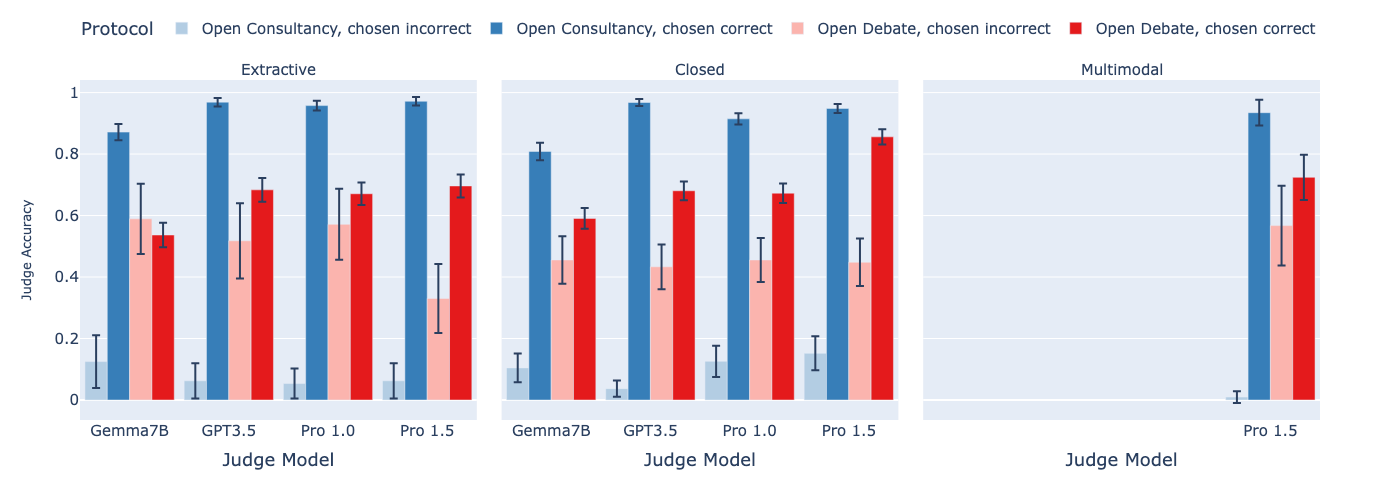 Protocol Open Consultancy, chosen incorrect Open Consultancy, chosen correct Open Debate, chosen incorrect Open Debate, chosen correct
Extractive Closed Multimodal
Judge Accuracy
1
0.8
0.6
0.4
0.2
0
Gemma7B GPT3.5 Pro 1.0 Pro 1.5 Gemma7B GPT3.5 Pro 1.0 Pro 1.5 Pro 1.5
Judge Model Judge Model Judge Model